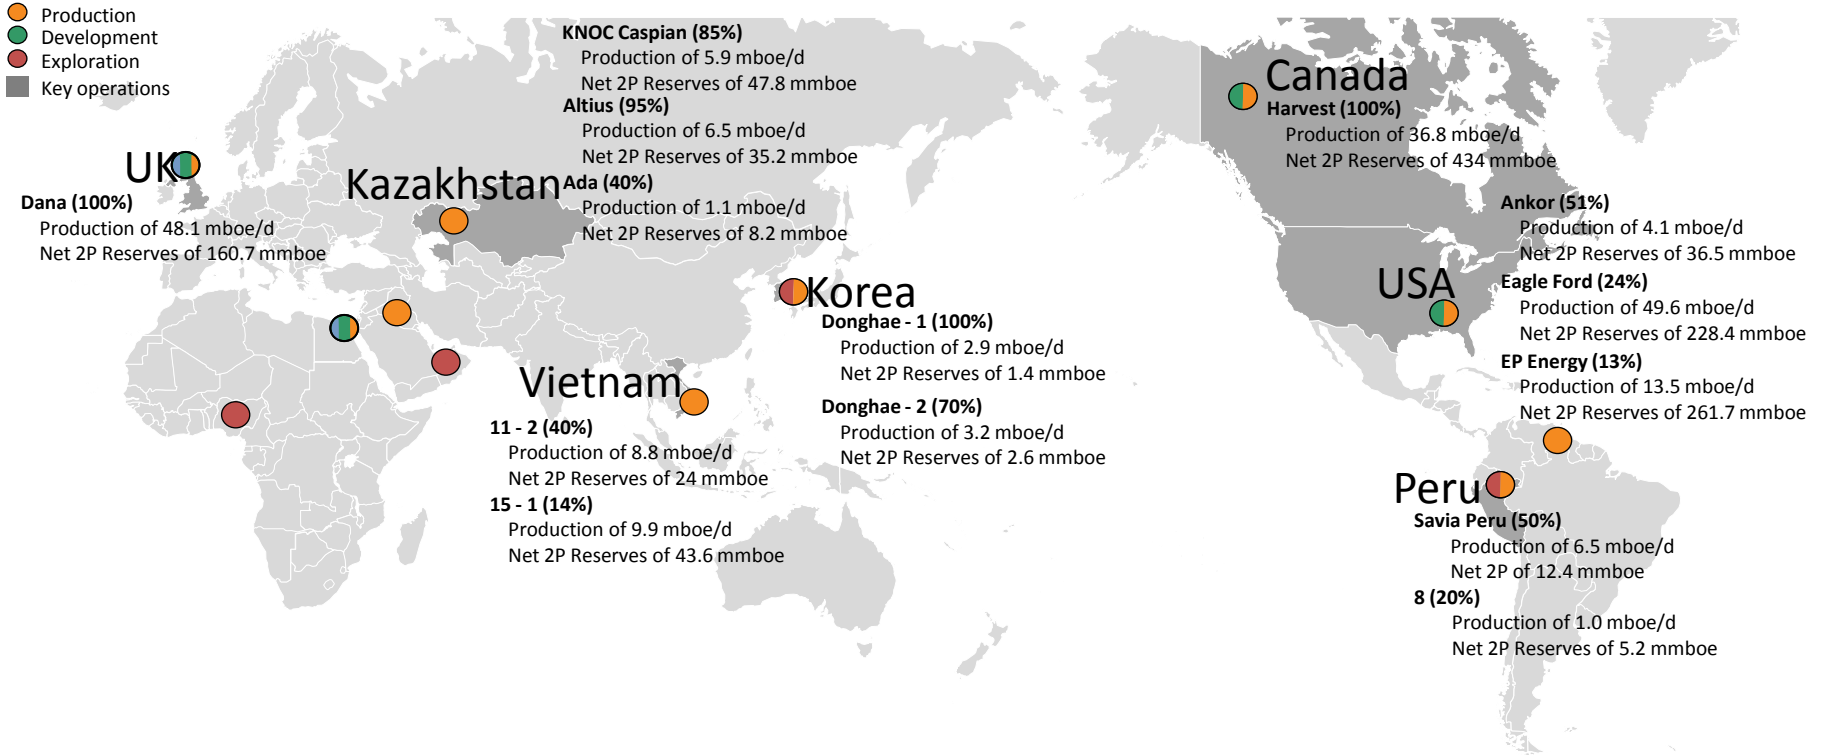 Production
Development
Exploration
Key operations
UK
Dana (100%)
Production of 48.1 mboe/d
Net 2P Reserves of 160.7 mmboe
Kazakhstan
KNOC Caspian (85%)
Production of 5.9 mboe/d
Net 2P Reserves of 47.8 mmboe
Altius (95%)
Production of 6.5 mboe/d
Net 2P Reserves of 35.2 mmboe
Ada (40%)
Production of 1.1 mboe/d
Net 2P Reserves of 8.2 mmboe
Korea
Donghae - 1 (100%)
Production of 2.9 mboe/d
Net 2P Reserves of 1.4 mmboe
Donghae - 2 (70%)
Production of 3.2 mboe/d
Net 2P Reserves of 2.6 mmboe
Vietnam
11 - 2 (40%)
Production of 8.8 mboe/d
Net 2P Reserves of 24 mmboe
15 - 1 (14%)
Production of 9.9 mboe/d
Net 2P Reserves of 43.6 mmboe
Canada
Harvest (100%)
Production of 36.8 mboe/d
Net 2P Reserves of 434 mmboe
USA
Ankor (51%)
Production of 4.1 mboe/d
Net 2P Reserves of 36.5 mmboe
Eagle Ford (24%)
Production of 49.6 mboe/d
Net 2P Reserves of 228.4 mmboe
EP Energy (13%)
Production of 13.5 mboe/d
Net 2P Reserves of 261.7 mmboe
Peru
Savia Peru (50%)
Production of 6.5 mboe/d
Net 2P of 12.4 mmboe
8 (20%)
Production of 1.0 mboe/d
Net 2P Reserves of 5.2 mmboe